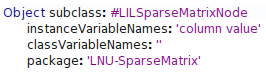 Object subclass: #LILSparseMatrixNode
instanceVariableNames: 'column value'
classVariableNames: ''
package: 'LNU-SparseMatrix'